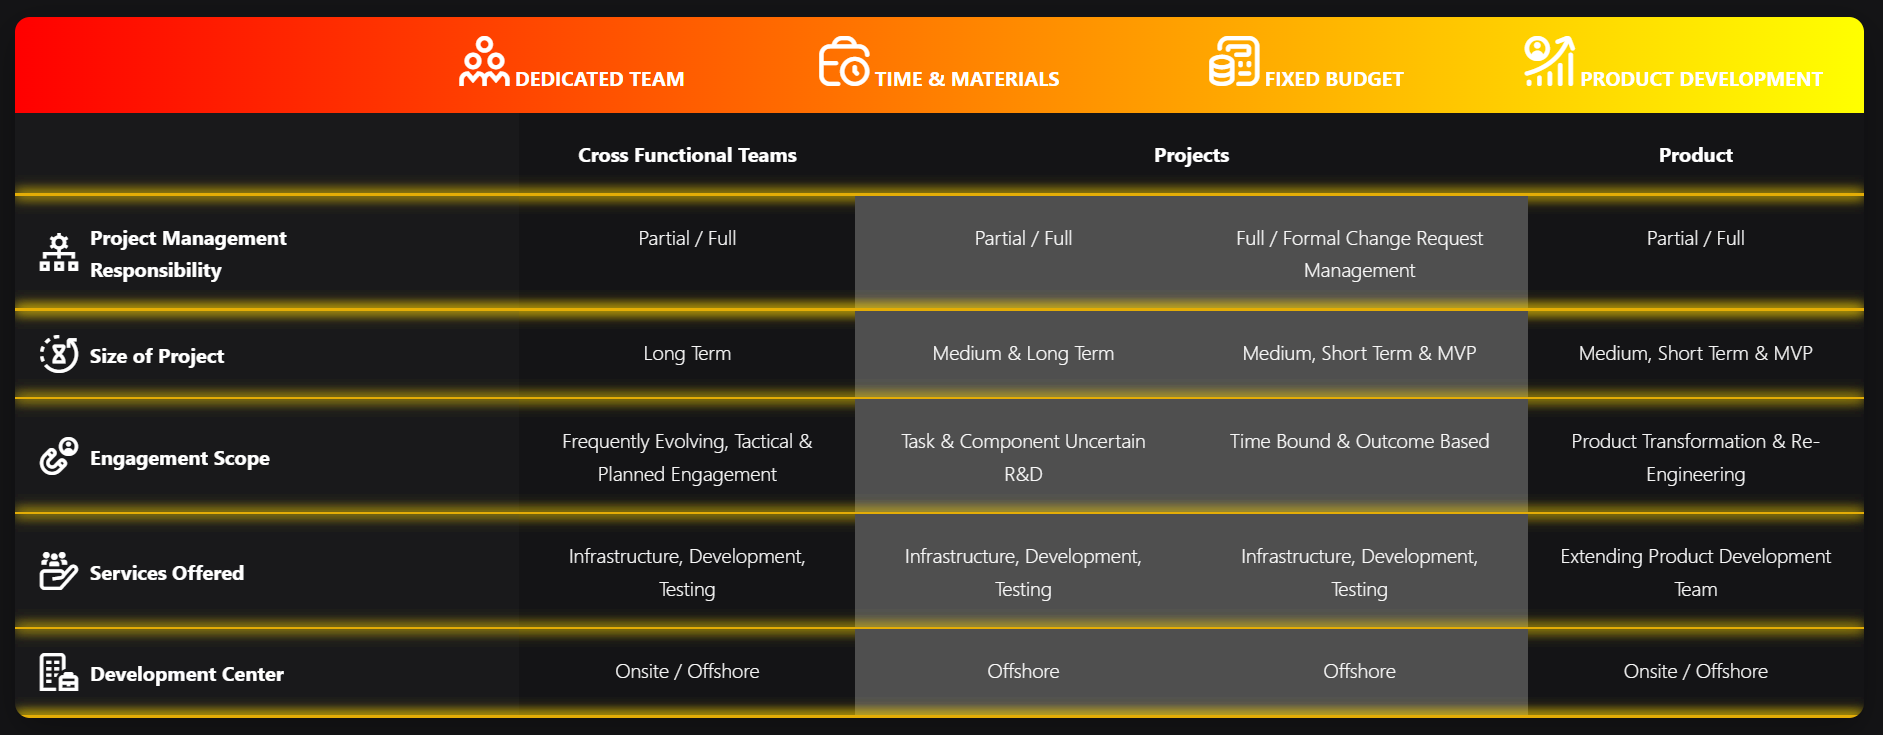 DEDICATED TEAM TIME & MATERIALS FIXED BUDGET PRODUCT DEVELOPMENT
Cross Functional Teams Projects Product
Project Management
Responsibility
Partial / Full
Partial / Full
Full / Formal Change Request
Management
Partial / Full
Size of Project
Long Term
Medium & Long Term
Medium, Short Term & MVP
Medium, Short Term & MVP
Engagement Scope
Frequently Evolving, Tactical &
Planned Engagement
Task & Component Uncertain
R&D
Time Bound & Outcome Based
Product Transformation & Re-
Engineering
Services Offered
Infrastructure, Development,
Testing
Infrastructure, Development,
Testing
Infrastructure, Development,
Testing
Extending Product Development
Team
Development Center
Onsite / Offshore
Offshore
Offshore
Onsite / Offshore